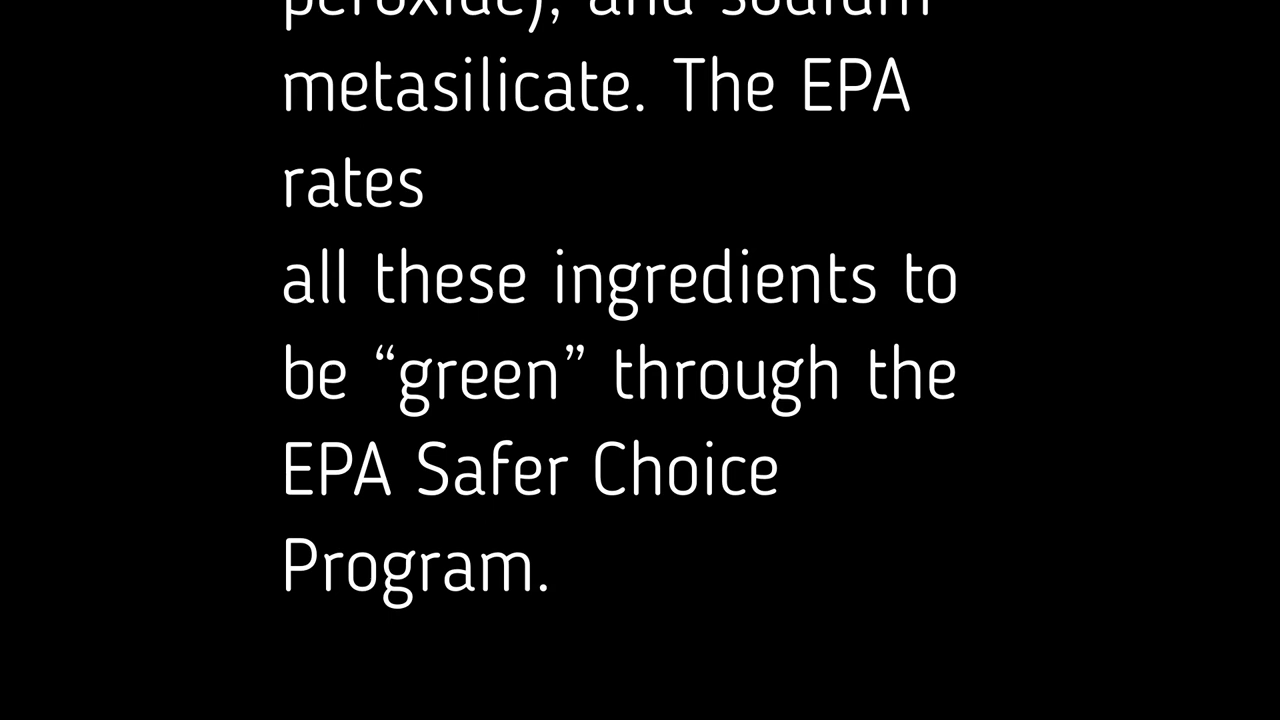 peroxide), and sodium
metasilicate. The EPA
rates
all these ingredients to
be “green” through the
EPA Safer Choice
Program.